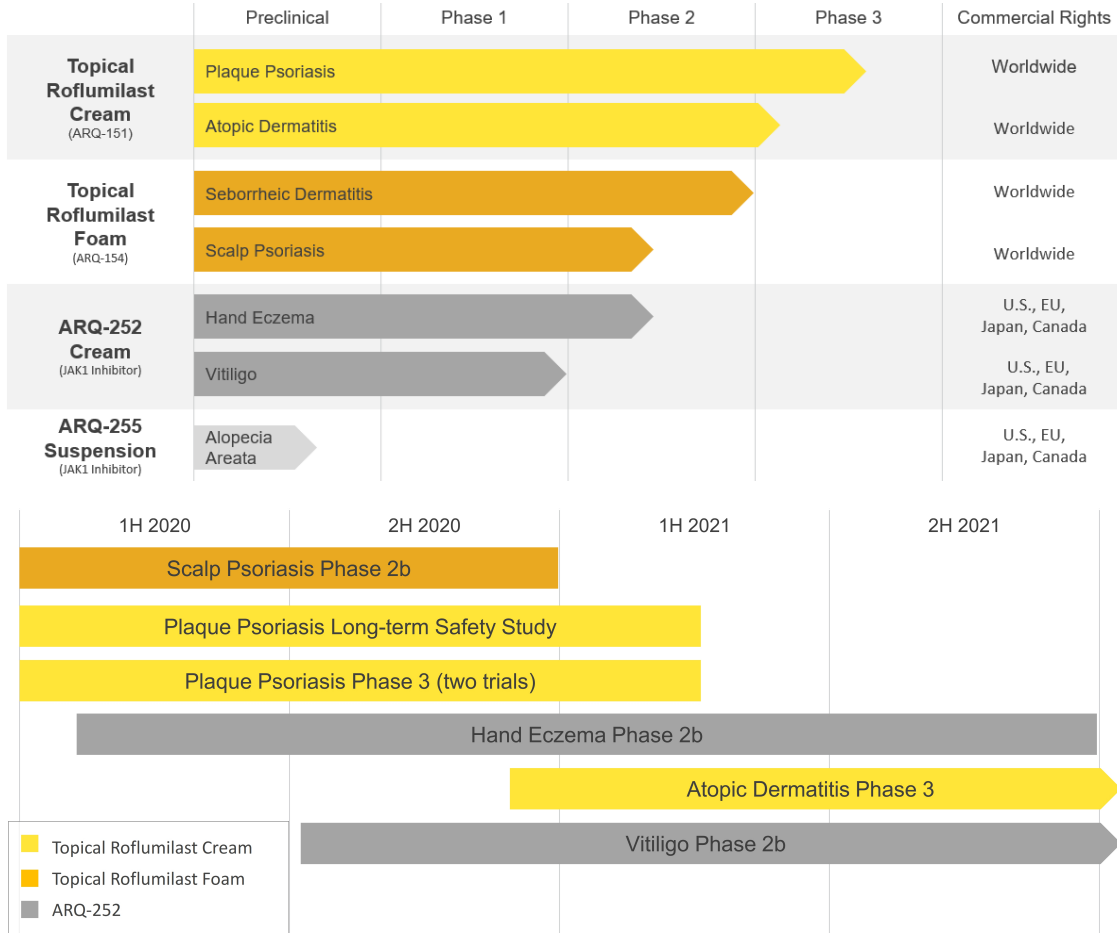 Preclinical
Phase 1
Phase 2
Phase 3
Commercial Rights
Topical
Roflumilast
Cream
(ARQ-151)
Plaque Psoriasis
Worldwide
Atopic Dermatitis
Worldwide
Topical
Roflumilast
Foam
(ARQ-154)
Seborrheic Dermatitis
Worldwide
Scalp Psoriasis
Worldwide
ARQ-252
Cream
(JAK1 Inhibitor)
Hand Eczema
U.S., EU,
Japan, Canada
Vitiligo
U.S., EU,
Japan, Canada
ARQ-255
Suspension
(JAK1 Inhibitor)
Alopecia
Areata
U.S., EU,
Japan, Canada
1H 2020
2H 2020
1H 2021
2H 2021
Scalp Psoriasis Phase 2b
Plaque Psoriasis Long-term Safety Study
Plaque Psoriasis Phase 3 (two trials)
Hand Eczema Phase 2b
Atopic Dermatitis Phase 3
Vitiligo Phase 2b
Topical Roflumilast Cream
Topical Roflumilast Foam
ARQ-252